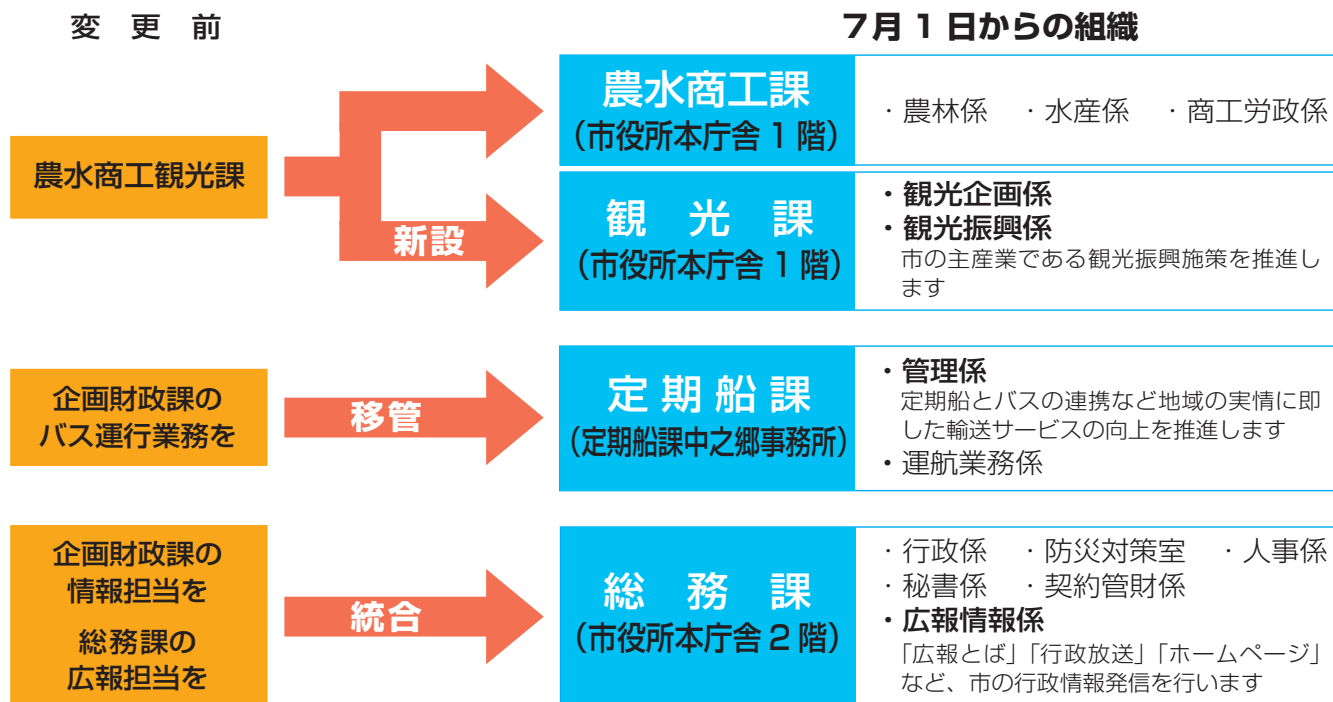 変更前
7月1日からの組織
農水商工観光課
新設
農水商工課
(市役所本庁舎1階)
・農林係 ・水産係 ・商工労政係
観光課
(市役所本庁舎1階)
・観光企画係
・観光振興係
市の主産業である観光振興施策を推進し
ます
企画財政課の
バス運行業務を
移管
定期船課
(定期船課中之郷事務所)
・管理係
定期船とバスの連携など地域の実情に即
した輸送サービスの向上を推進します
・運航業務係
企画財政課の
情報担当を
総務課の
広報担当を
統合
総務課
(市役所本庁舎2階)
・行政係 ・防災対策室 ・人事係
・秘書係 ・契約管財係
・広報情報係
「広報とば」「行政放送」「ホームページ」
など、市の行政情報発信を行います